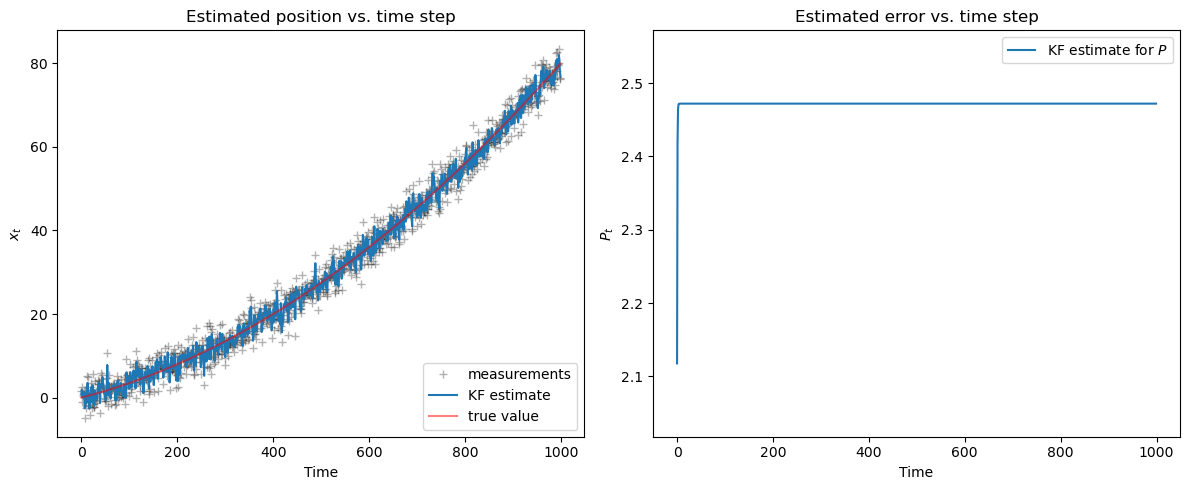 Estimated position vs. time step
80
60
40
20
0
x_t
0 200 400 600 800 1000
Time
measurements
KF estimate
true value
Estimated error vs. time step
2.5
2.4
2.3
2.2
2.1
P_t
0 200 400 600 800 1000
Time
KF estimate for P